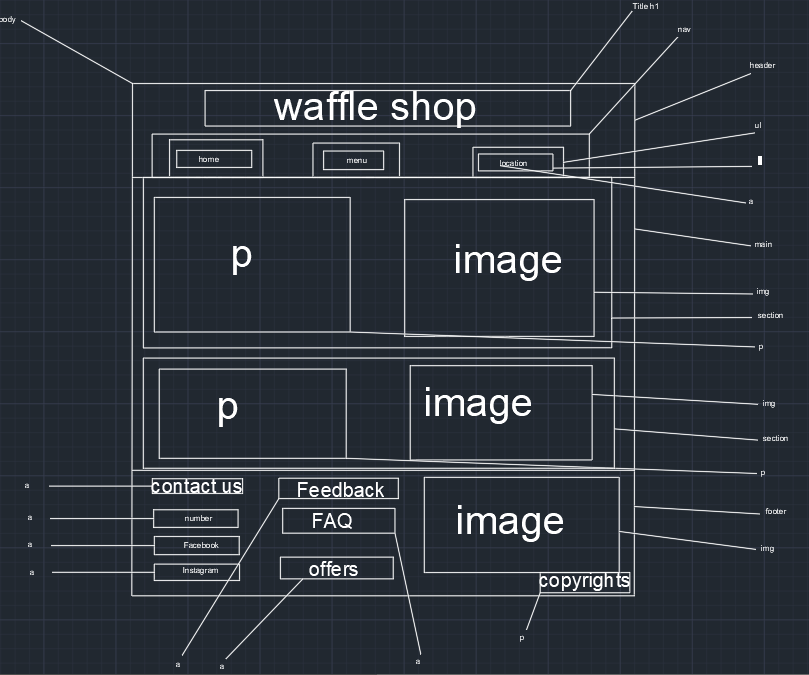 Title h1
body
nav
header
waffle shop
ul
home
menu
location
a
p
image
main
img
section
p
p
image
img
section
p
contact us
Feedback
image
a
number
FAQ
footer
a
Facebook
img
a
Instagram
offers
a
copyrights
p
a
a
a